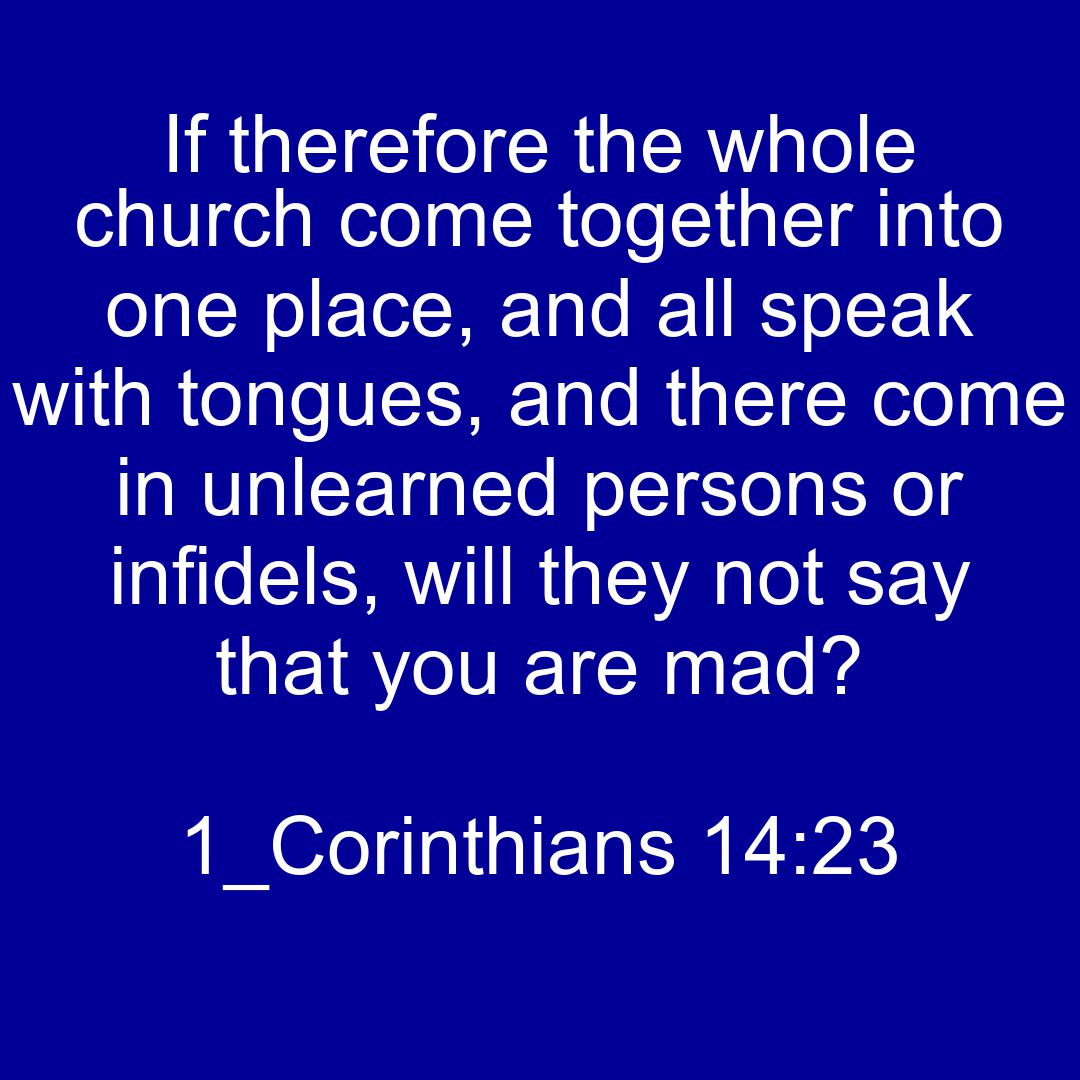 If therefore the whole
church come together into
one place, and all speak
with tongues, and there come
in unlearned persons or
infidels, will they not say
that you are mad?
1_Corinthians 14:23